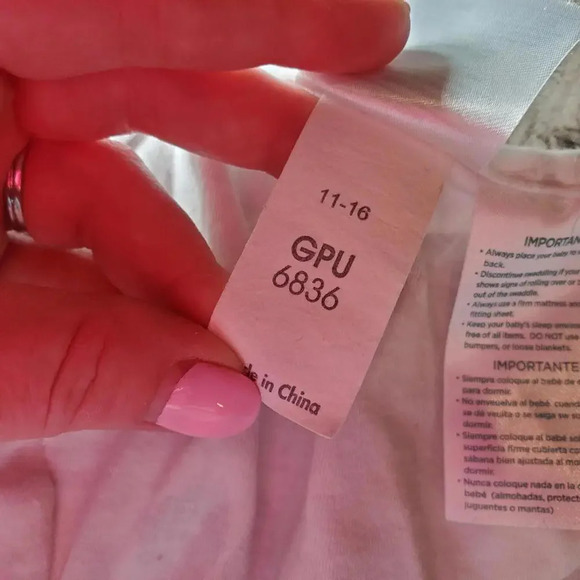 11-16
GPU
6836
de in China
IMPORTAN
• Always place your baby to
back.
• Discontinue swaddling if your
shows signs of rolling over or
out of the swaddle.
• Always use a firm mattress and
fitting sheet.
• Keep your baby's sleep
free of all items. DO NOT use
bumpers, or loose blankets.
IMPORTANTE
• Siempre coloque al bebé de
para dormir.
• No envuelva al bebé cuando
se da vuelta o se salga su
dormir.
• Siempre coloque al bebé so
superficie firme cubierta co
sábana bien ajustada al mo
dormir.
• Nunca coloque nada en la c
bebé (almohadas, protect
juguetes o mantas)